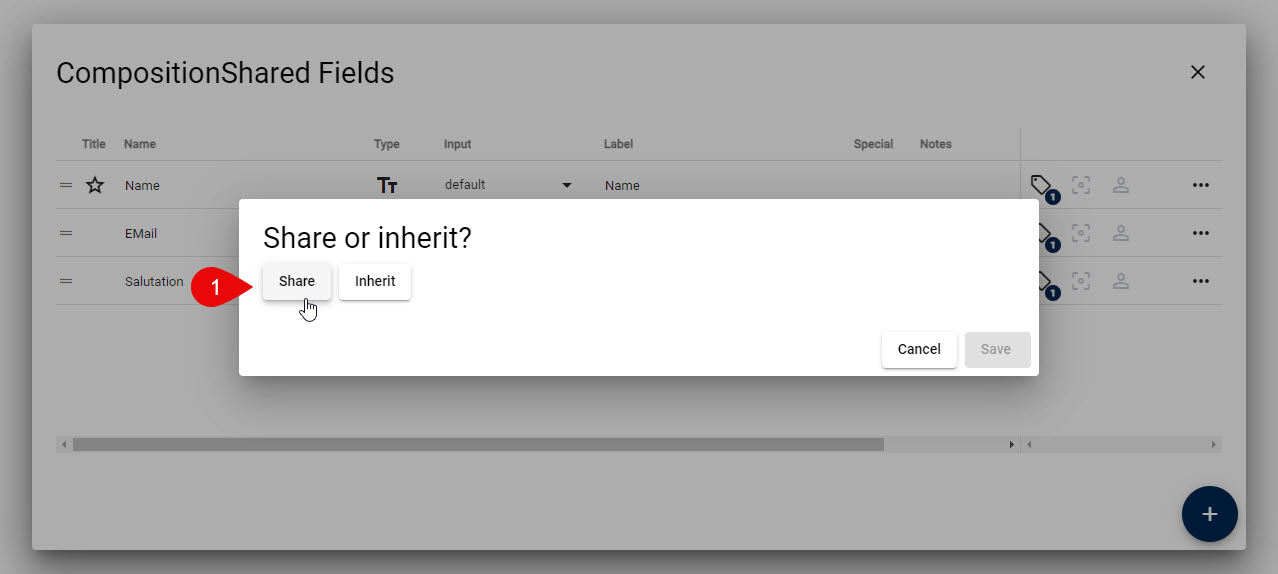 CompositionShared Fields
Title Name Type Input Label Special Notes
Name Tт default Name 1
EMail 1
Salutation 1
Share or inherit?
1 Share Inherit
Cancel Save
+